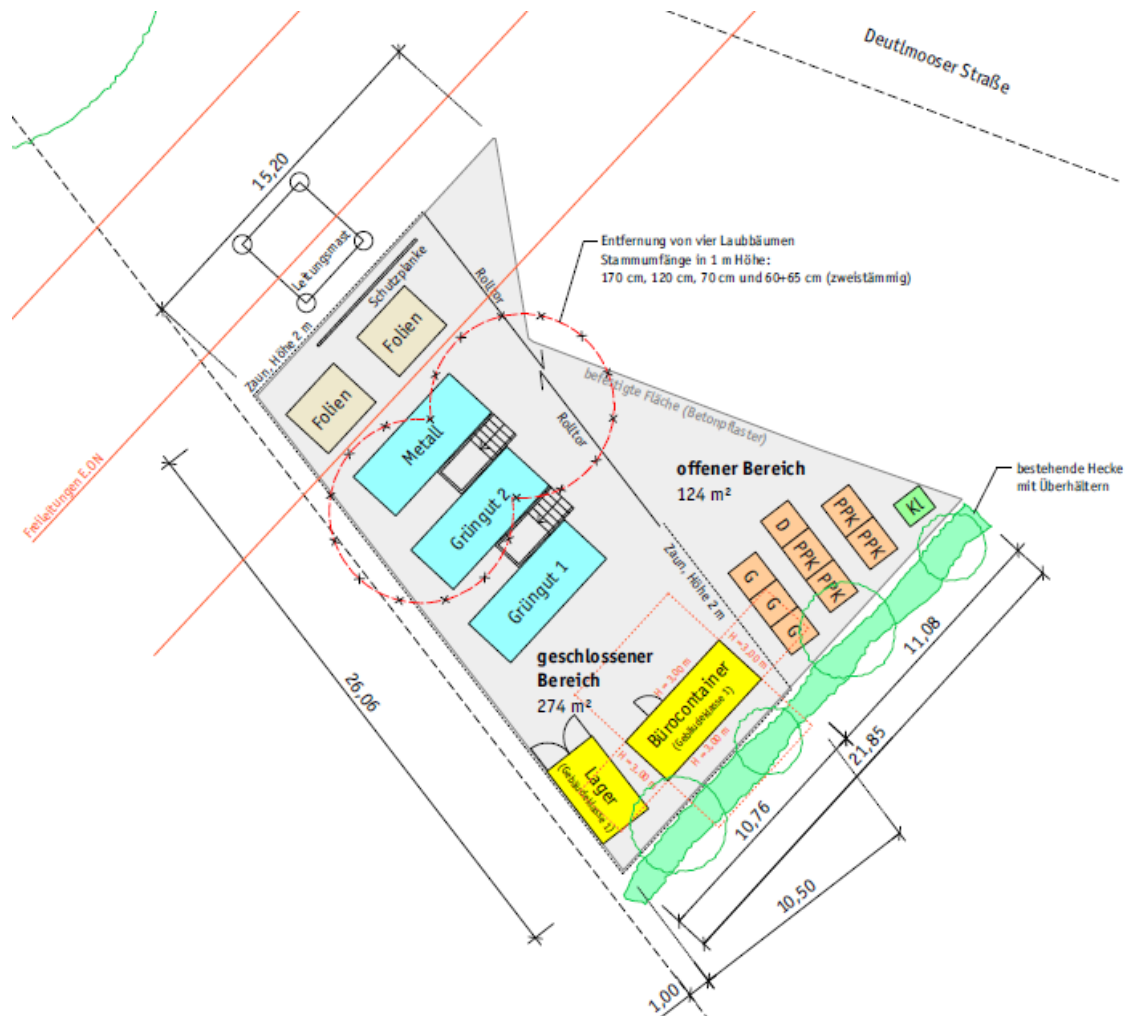 Deutlmooser Straße
15,20
Leitungsmast
Schutzplanke
Rolltor
Entfernung von vier Laubbäumen
Stammumfänge in 1 m Höhe:
170 cm, 120 cm, 70 cm und 60+65 cm (zweistämmig)
Zaun, Höhe 2 m
Folien
Folien
befestigte Fläche (Betonpflaster)
Metall
Rolltor
offener Bereich
124 m²
bestehende Hecke
mit Überhältern
Freileitungen E.ON
Grüngut 2
Grüngut 1
Kl
PPK
PPK
D
PPK
PPK
G
G
G
Zaun, Höhe 2 m
geschlossener
Bereich
274 m²
H = 3,00 m
H = 3,00 m
H = 3,00 m
H = 3,00 m
Bürocontainer
(Gebäudeklasse 1)
Lager
(Gebäudeklasse 1)
26,06
11,08
21,85
10,76
10,50
1,00